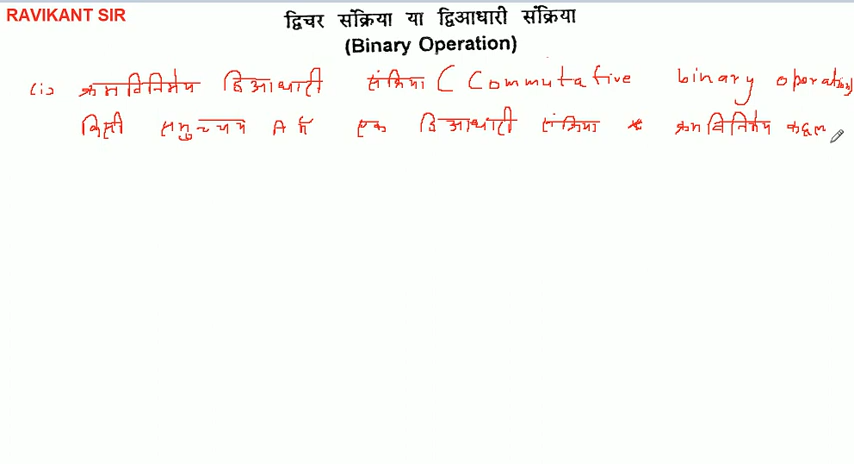 RAVIKANT SIR
द्विचर संक्रिया या द्विआधारी संक्रिया
(Binary Operation)
(i) क्रमविनिमेय द्विआधारी संक्रिया ( Commutative binary operation)
किसी समुच्चय A में एक द्विआधारी संक्रिया * क्रमविनिमेय कहल